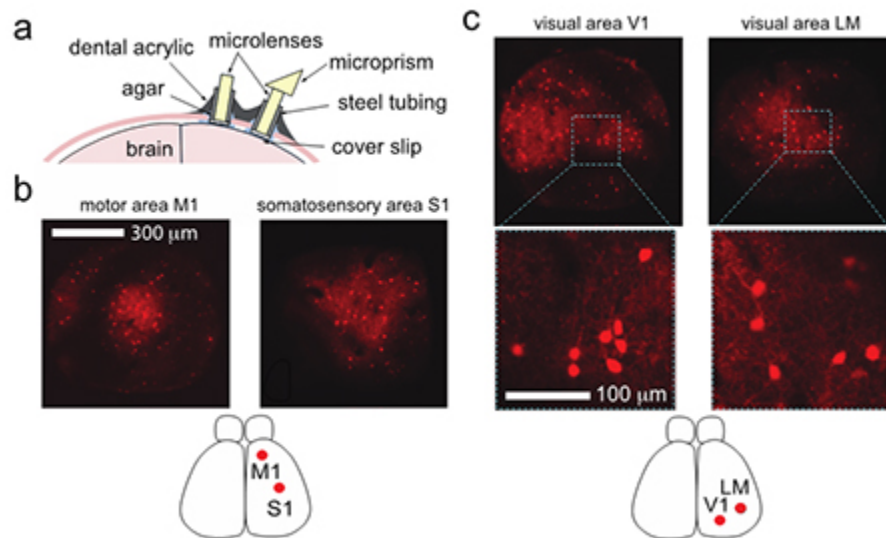 a
dental acrylic
microlenses
microprism
agar
steel tubing
brain
cover slip
b
motor area M1
somatosensory area S1
300 μm
M1
S1
c
visual area V1
visual area LM
100 μm
LM
V1